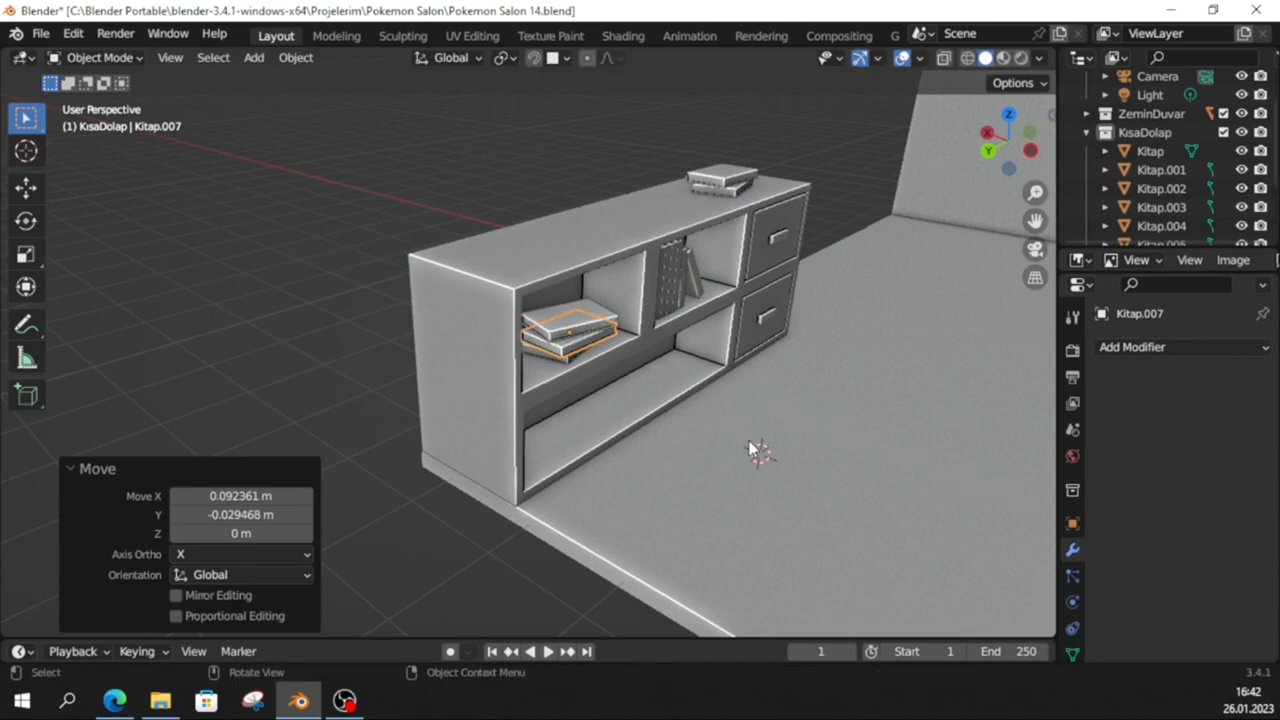 Blender* [C:\Blender Portable\blender-3.4.1-windows-x64\Projelerim\Pokemon Salon\Pokemon Salon 14.blend]
File Edit Render Window Help Layout Modeling Sculpting UV Editing Texture Paint Shading Animation Rendering Compositing G Scene ViewLayer
Object Mode View Select Add Object Global
Options
User Perspective
(1) KısaDolap | Kitap.007
Z
X
Y
Camera
Light
ZeminDuvar
KısaDolap
Kitap
Kitap.001
Kitap.002
Kitap.003
Kitap.004
Kitap.005
View View Image
Kitap.007
Add Modifier
Move
Move X 0.092361 m
Y -0.029468 m
Z 0 m
Axis Ortho X
Orientation Global
Mirror Editing
Proportional Editing
Playback Keying View Marker 1 Start 1 End 250
Select Rotate View Object Context Menu 3.4.1
16:42
26.01.2023